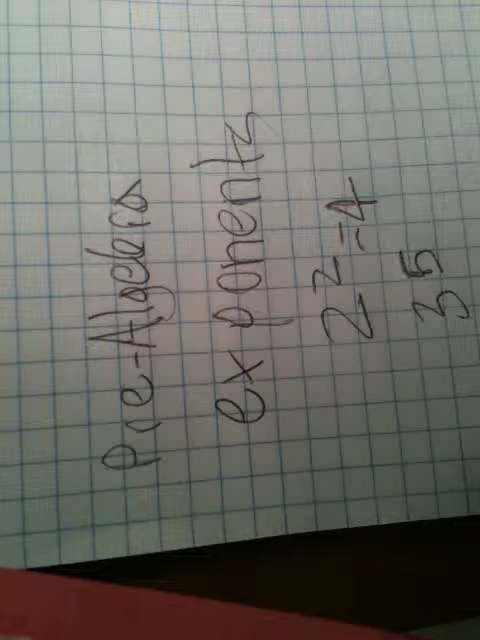 Pre-Algebra
exponents
2² = 4
3⁵